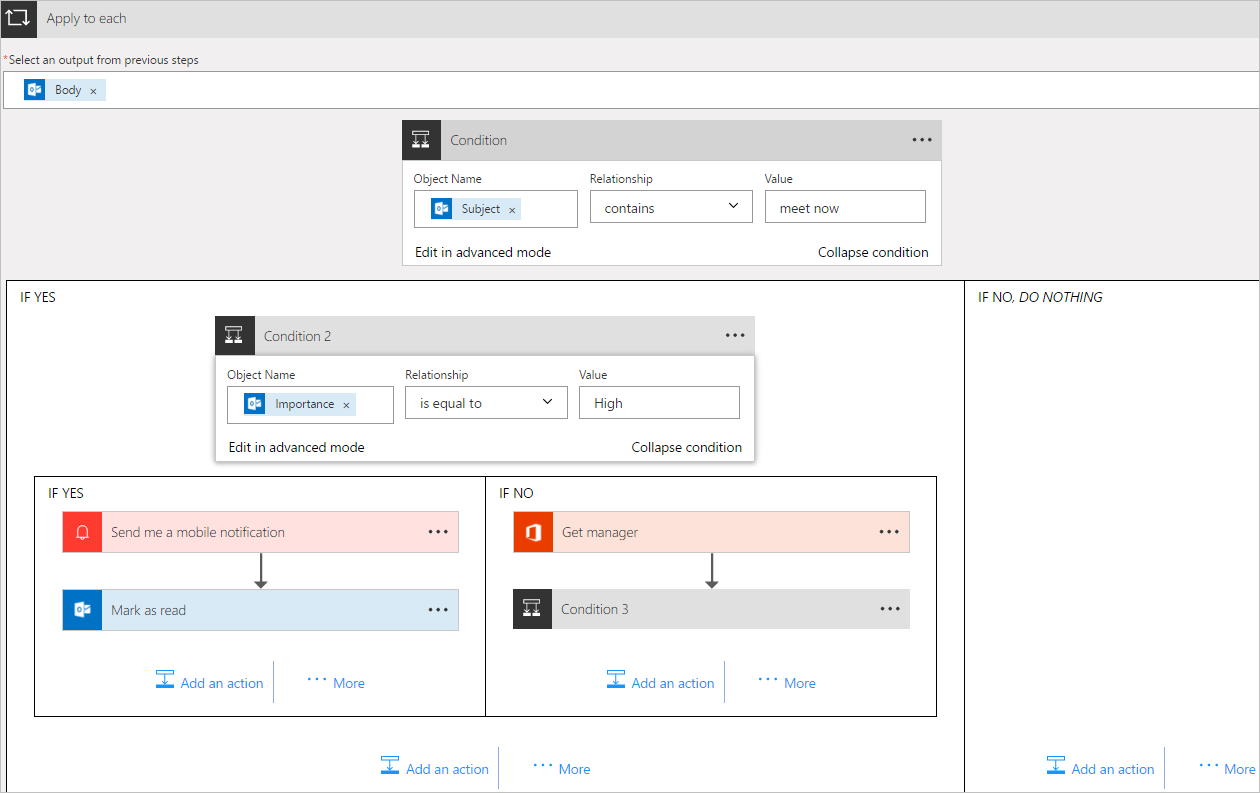 Apply to each
*Select an output from previous steps
Body ×
Condition
Object Name Relationship Value
Subject × contains meet now
Edit in advanced mode Collapse condition
IF YES
IF NO, DO NOTHING
Condition 2
Object Name Relationship Value
Importance × is equal to High
Edit in advanced mode Collapse condition
IF YES
IF NO
Send me a mobile notification
Get manager
Mark as read
Condition 3
Add an action More
Add an action More
Add an action More
Add an action More